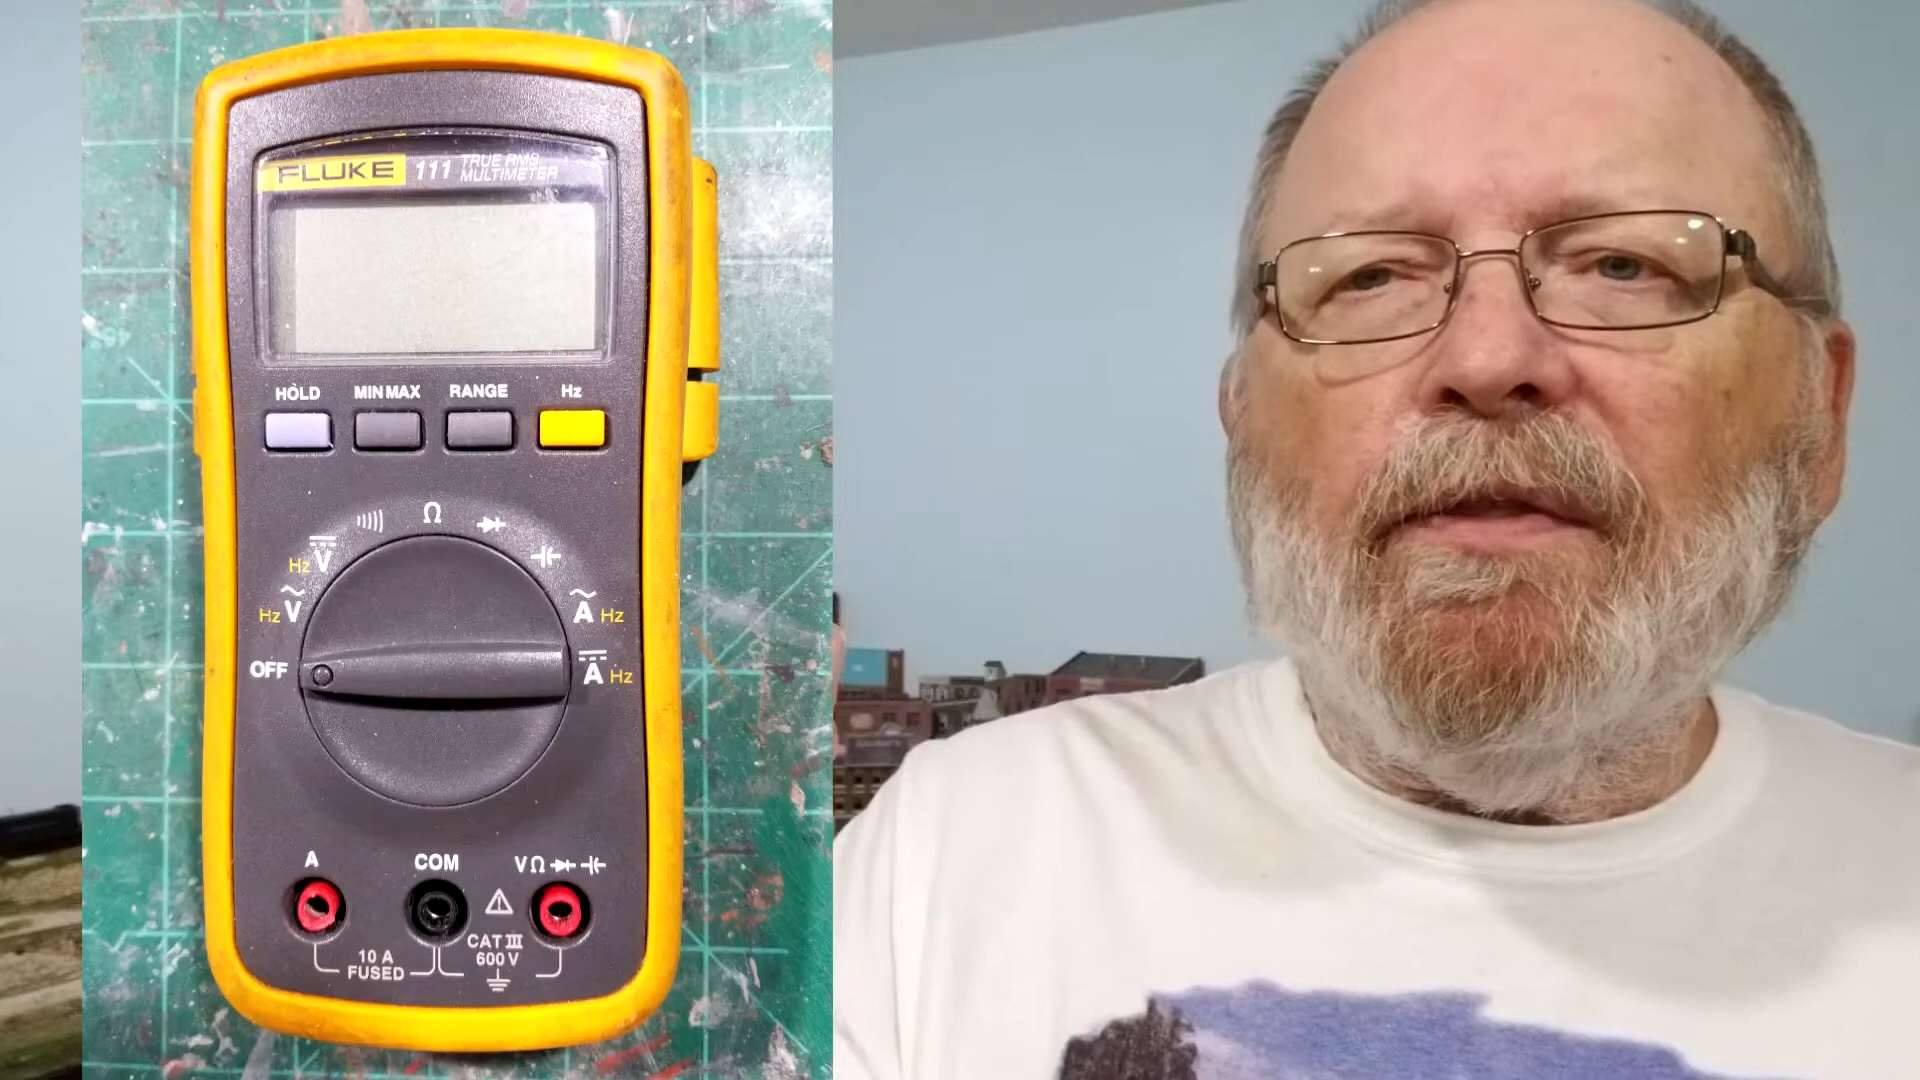 FLUKE 111 TRUE RMS
MULTIMETER
HOLD MIN MAX RANGE Hz
Ω
Hz V
Hz V
A Hz
OFF
A Hz
A COM VΩ
10 A
FUSED
CAT III
600 V